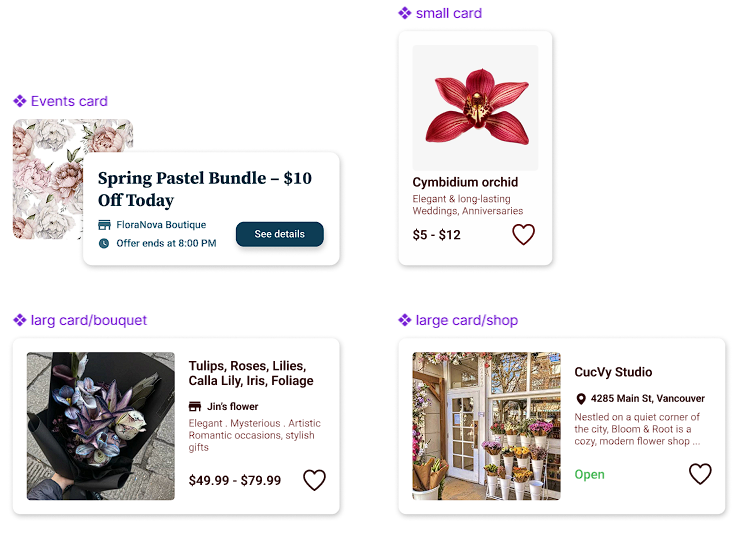 small card
Events card
Spring Pastel Bundle – $10
Off Today
FloraNova Boutique
Offer ends at 8:00 PM
See details
Cymbidium orchid
Elegant & long-lasting
Weddings, Anniversaries
$5 - $12
larg card/bouquet
Tulips, Roses, Lilies,
Calla Lily, Iris, Foliage
Jin's flower
Elegant . Mysterious . Artistic
Romantic occasions, stylish
gifts
$49.99 - $79.99
large card/shop
CucVy Studio
4285 Main St, Vancouver
Nestled on a quiet corner of
the city, Bloom & Root is a
cozy, modern flower shop ...
Open